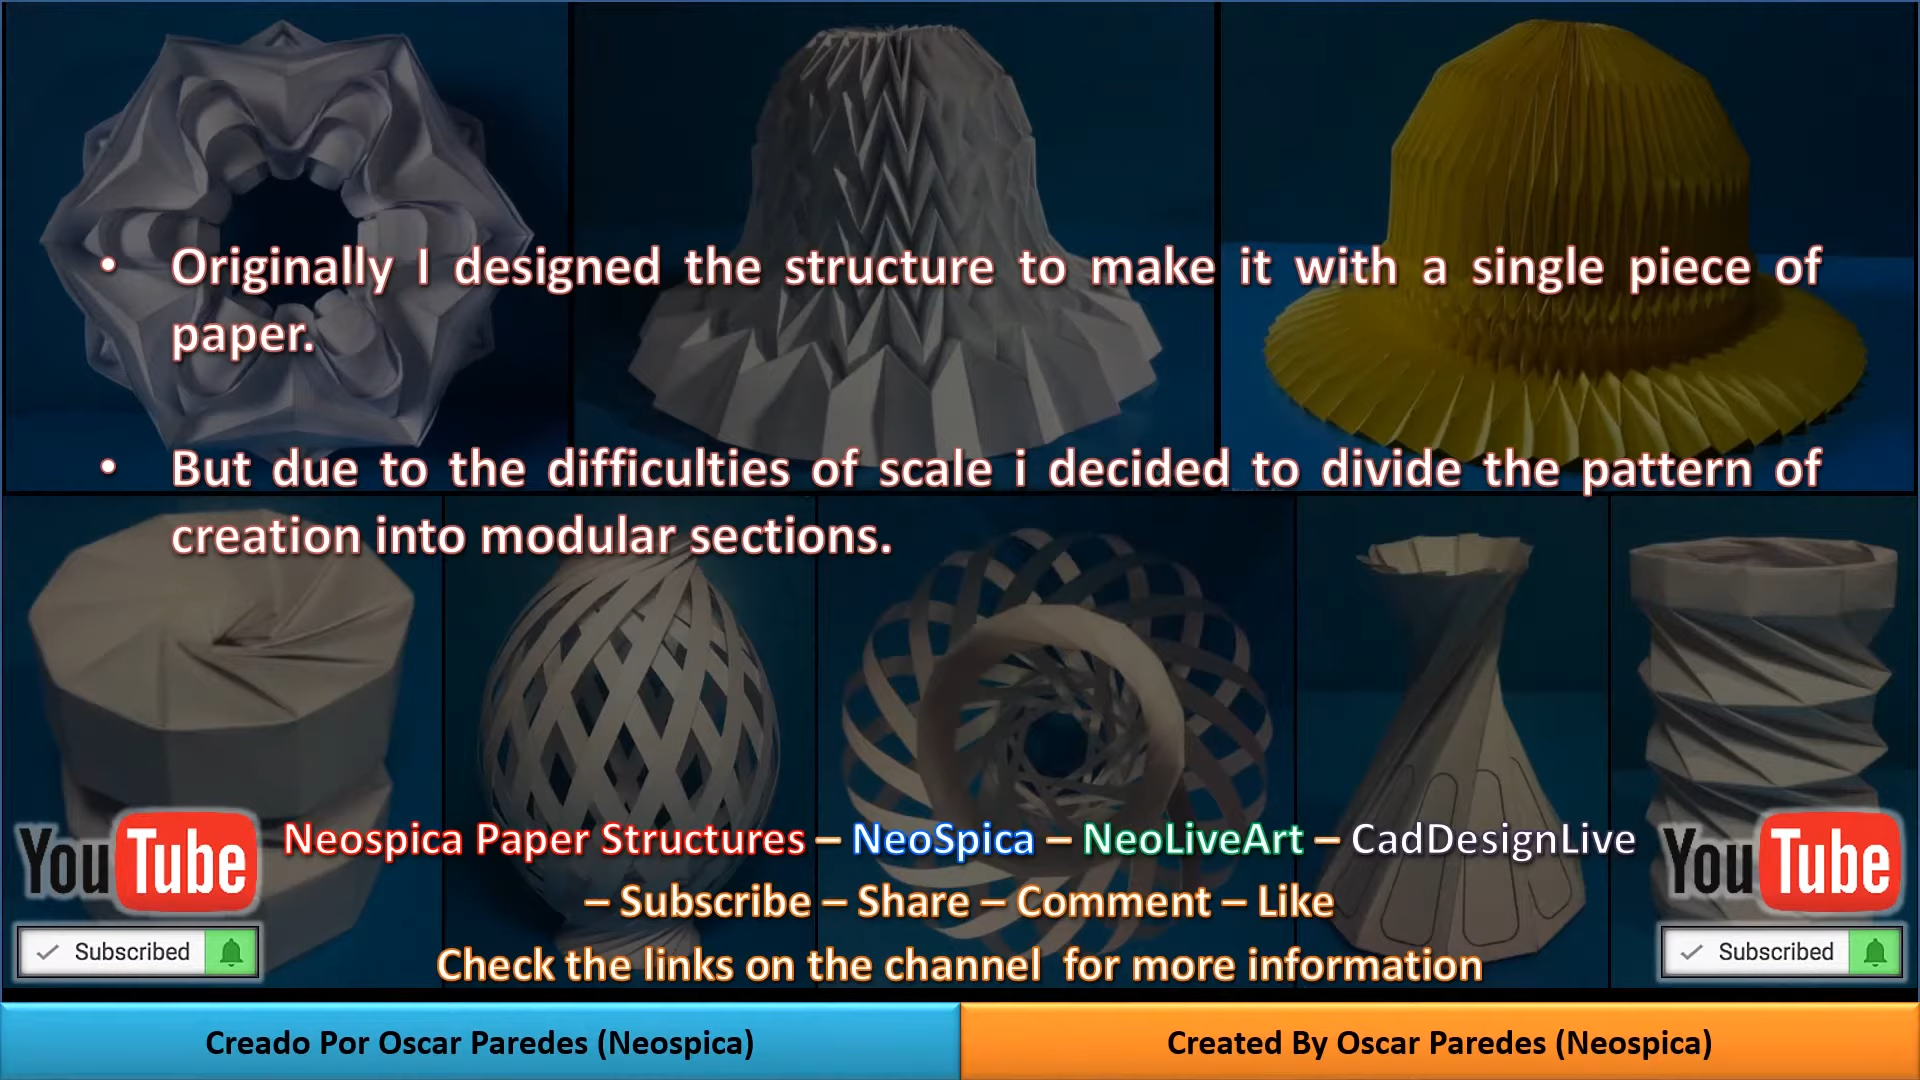 • Originally I designed the structure to make it with a single piece of
paper.
• But due to the difficulties of scale i decided to divide the pattern of
creation into modular sections.
YouTube
Neospica Paper Structures – NeoSpica – NeoLiveArt – CadDesignLive
YouTube
– Subscribe – Share – Comment – Like
Subscribed
Check the links on the channel for more information
Subscribed
Creado Por Oscar Paredes (Neospica)
Created By Oscar Paredes (Neospica)